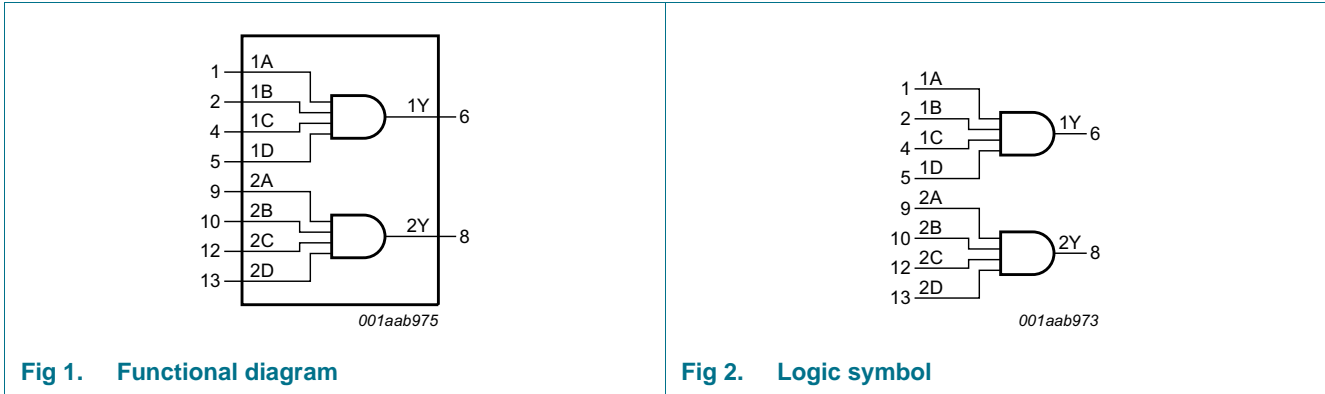 1 1A
2 1B
4 1C
5 1D
1Y 6
9 2A
10 2B
12 2C
13 2D
2Y 8
001aab975
Fig 1. Functional diagram
1 1A
2 1B
4 1C
5 1D
1Y 6
9 2A
10 2B
12 2C
13 2D
2Y 8
001aab973
Fig 2. Logic symbol